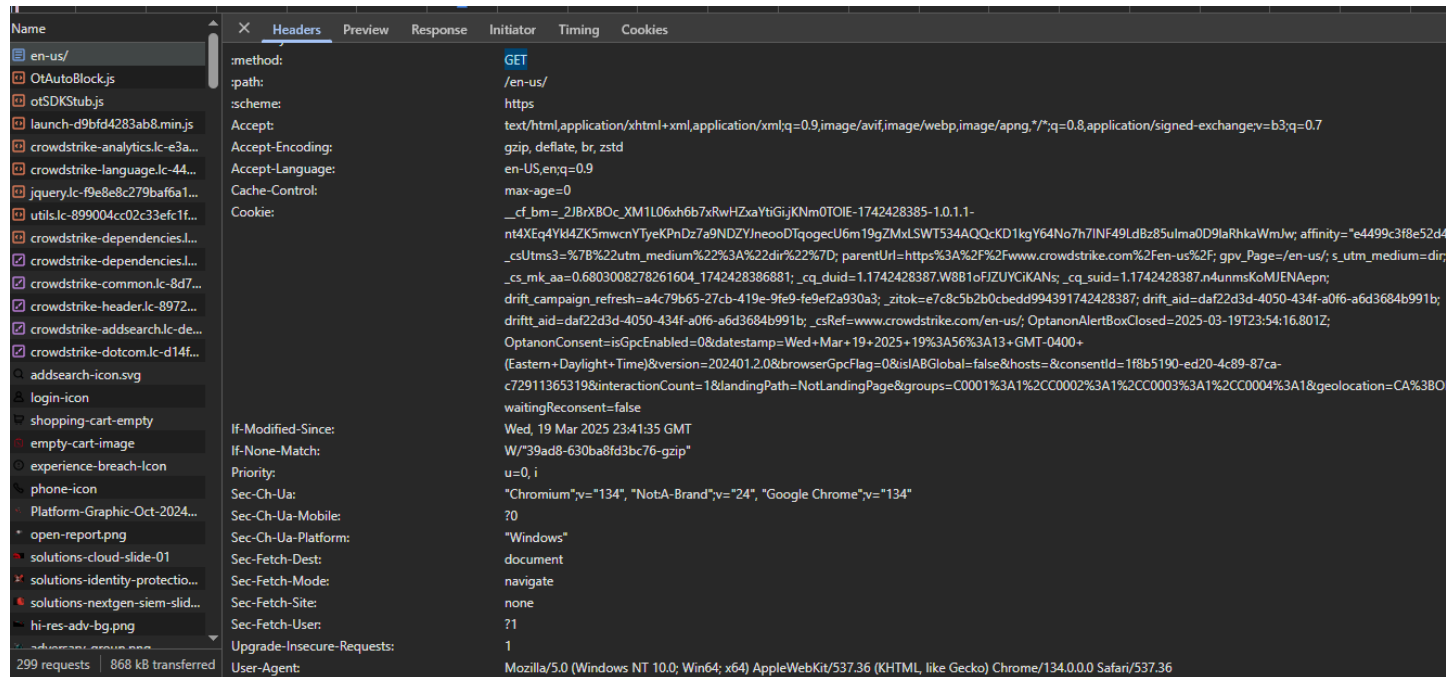 Name
Headers Preview Response Initiator Timing Cookies
en-us/
OtAutoBlock.js
otSDKStub.js
launch-d9bfd4283ab8.min.js
crowdstrike-analytics.lc-e3a...
crowdstrike-language.lc-44...
jquery.lc-f9e8e8c279baf6a1...
utils.lc-899004cc02c33efc1f...
crowdstrike-dependencies.l...
crowdstrike-dependencies.l...
crowdstrike-common.lc-8d7...
crowdstrike-header.lc-8972...
crowdstrike-addsearch.lc-de...
crowdstrike-dotcom.lc-d14f...
addsearch-icon.svg
login-icon
shopping-cart-empty
empty-cart-image
experience-breach-Icon
phone-icon
Platform-Graphic-Oct-2024...
open-report.png
solutions-cloud-slide-01
solutions-identity-protectio...
solutions-nextgen-siem-slid...
hi-res-adv-bg.png
299 requests 868 kB transferred
:method: GET
:path: /en-us/
:scheme: https
Accept: text/html,application/xhtml+xml,application/xml;q=0.9,image/avif,image/webp,image/apng,*/*;q=0.8,application/signed-exchange;v=b3;q=0.7
Accept-Encoding: gzip, deflate, br, zstd
Accept-Language: en-US,en;q=0.9
Cache-Control: max-age=0
Cookie: __cf_bm=_2JBrXBOc_XM1L06xh6b7xRwHZxaYtiGi.jKNm0TOIE-1742428385-1.0.1.1-
nt4XEq4YkI4ZK5mwcnYTyeKPnDz7a9NDZYJneooDTqogecU6m19gZMxLSWT534AQQcKD1kgY64No7h7INF49LdBz85ulma0D9laRhkaWmJw; affinity="e4499c3f8e52d4
_csUtms3=%7B%22utm_medium%22%3A%22dir%22%7D; parentUrl=https%3A%2F%2Fwww.crowdstrike.com%2Fen-us%2F; gpv_Page=/en-us/; s_utm_medium=dir;
_cs_mk_aa=0.6803008278261604_1742428386881; _cq_duid=1.1742428387.W8B1oFJZUYCiKANs; _cq_suid=1.1742428387.n4unmsKoMJENAepn;
drift_campaign_refresh=a4c79b65-27cb-419e-9fe9-fe9ef2a930a3; _zitok=e7c8c5b2b0cbedd994391742428387; drift_aid=daf22d3d-4050-434f-a0f6-a6d3684b991b;
driftt_aid=daf22d3d-4050-434f-a0f6-a6d3684b991b; _csRef=www.crowdstrike.com/en-us/; OptanonAlertBoxClosed=2025-03-19T23:54:16.801Z;
OptanonConsent=isGpcEnabled=0&datestamp=Wed+Mar+19+2025+19%3A56%3A13+GMT-0400+
(Eastern+Daylight+Time)&version=202401.2.0&browserGpcFlag=0&isIABGlobal=false&hosts=&consentId=1f8b5190-ed20-4c89-87ca-
c72911365319&interactionCount=1&landingPath=NotLandingPage&groups=C0001%3A1%2CC0002%3A1%2CC0003%3A1%2CC0004%3A1&geolocation=CA%3BO
waitingReconsent=false
If-Modified-Since: Wed, 19 Mar 2025 23:41:35 GMT
If-None-Match: W/"39ad8-630ba8fd3bc76-gzip"
Priority: u=0, i
Sec-Ch-Ua: "Chromium";v="134", "Not:A-Brand";v="24", "Google Chrome";v="134"
Sec-Ch-Ua-Mobile: ?0
Sec-Ch-Ua-Platform: "Windows"
Sec-Fetch-Dest: document
Sec-Fetch-Mode: navigate
Sec-Fetch-Site: none
Sec-Fetch-User: ?1
Upgrade-Insecure-Requests: 1
User-Agent: Mozilla/5.0 (Windows NT 10.0; Win64; x64) AppleWebKit/537.36 (KHTML, like Gecko) Chrome/134.0.0.0 Safari/537.36